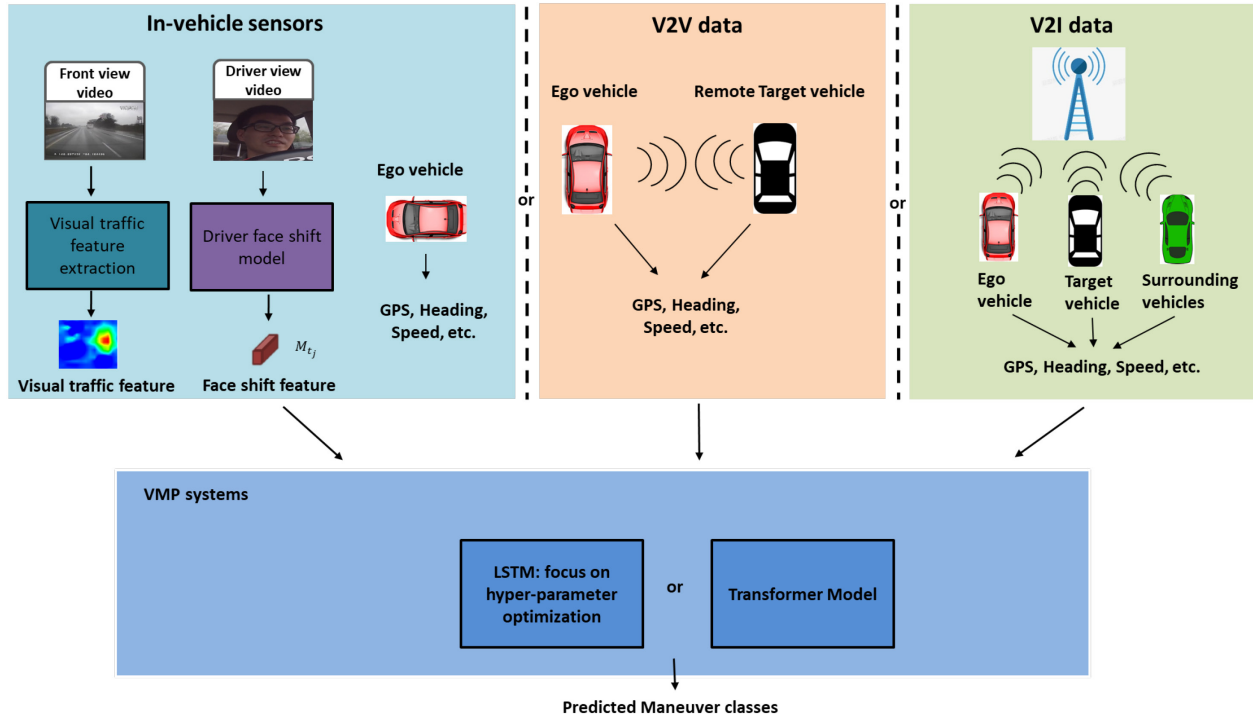 In-vehicle sensors
Front view
video
Driver view
video
Ego vehicle
Visual traffic
feature
extraction
Driver face shift
model
GPS, Heading,
Speed, etc.
M_{t_j}
Visual traffic feature
Face shift feature
or
V2V data
Ego vehicle
Remote Target vehicle
GPS, Heading,
Speed, etc.
or
V2I data
Ego
vehicle
Target
vehicle
Surrounding
vehicles
GPS, Heading, Speed, etc.
VMP systems
LSTM: focus on
hyper-parameter
optimization
or
Transformer Model
Predicted Maneuver classes